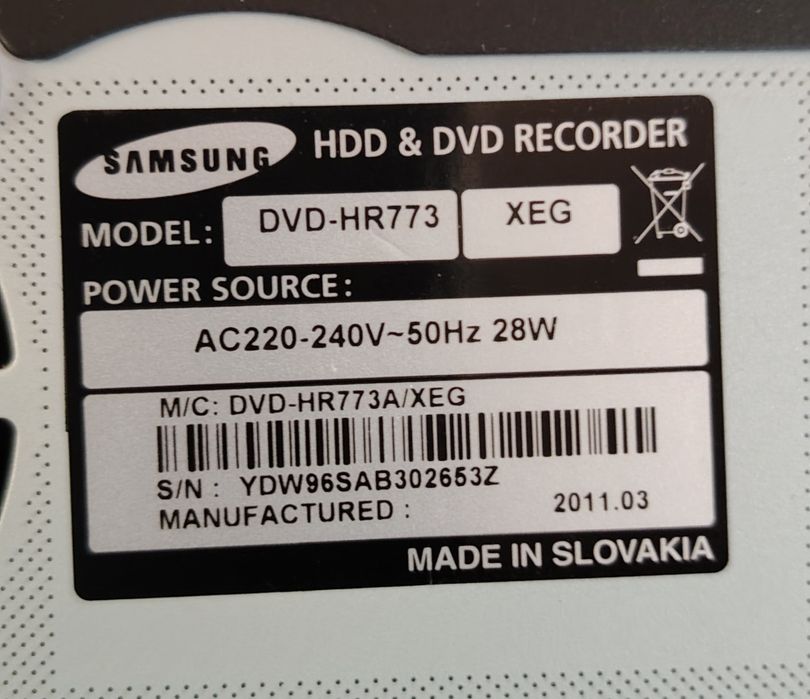 SAMSUNG HDD & DVD RECORDER
MODEL: DVD-HR773 XEG
POWER SOURCE:
AC220-240V~50Hz 28W
M/C: DVD-HR773A/XEG
S/N : YDW96SAB302653Z
MANUFACTURED : 2011.03
MADE IN SLOVAKIA